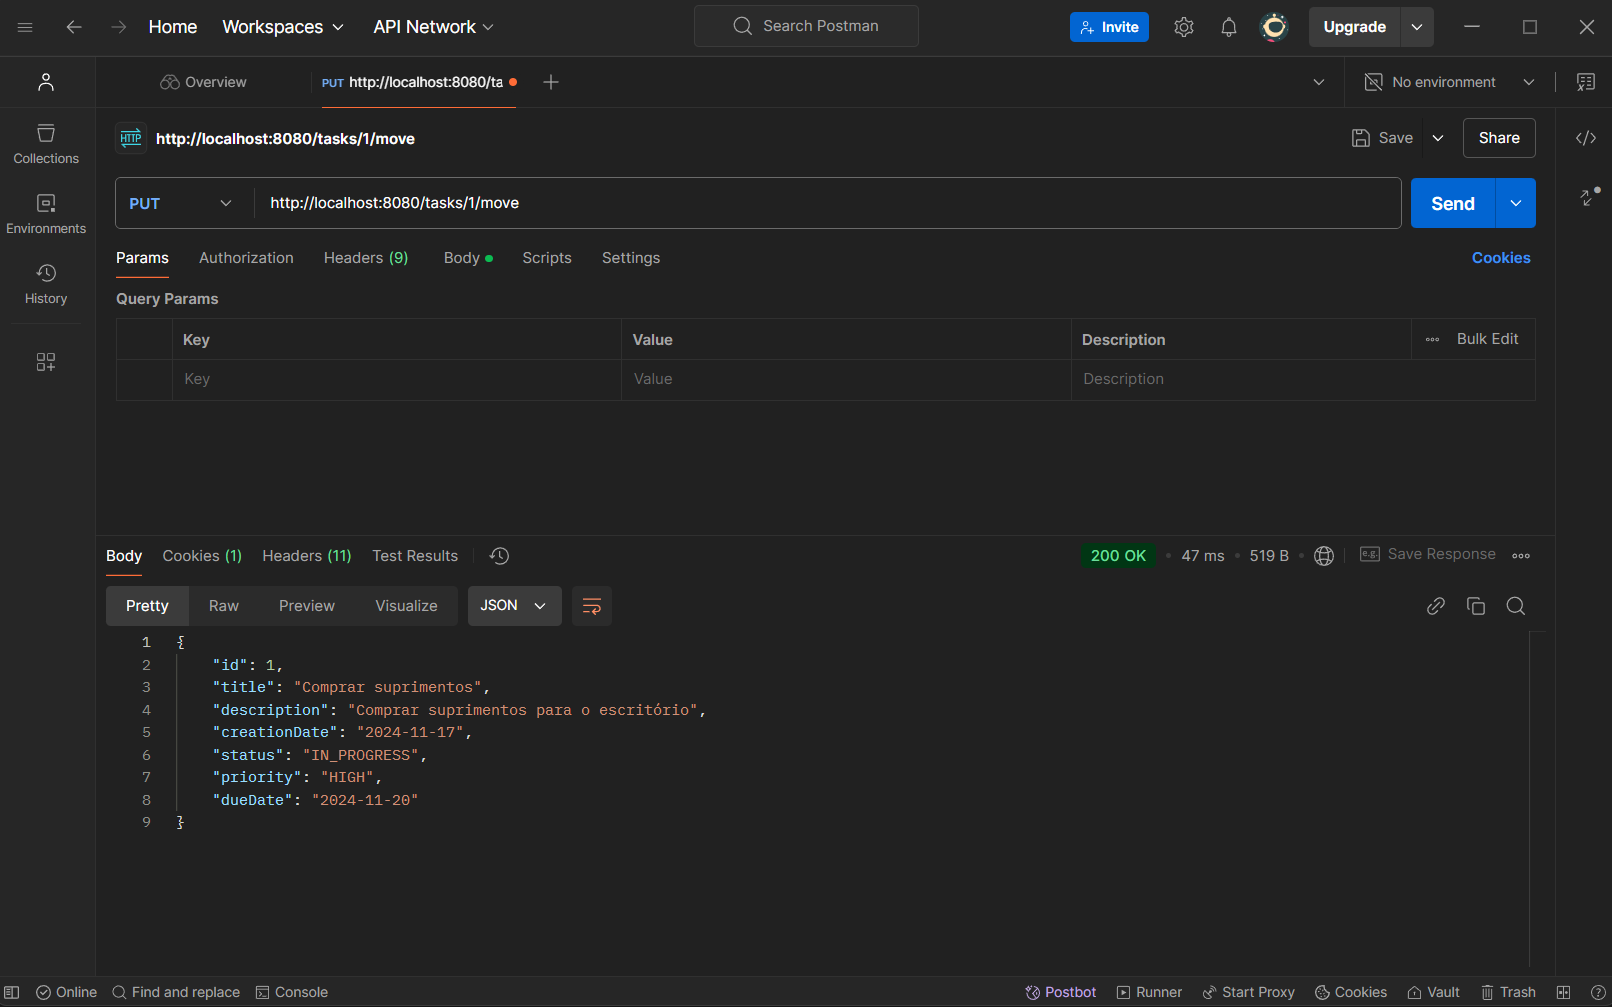 Home Workspaces API Network Search Postman Invite Upgrade
Overview PUT http://localhost:8080/ta No environment
HTTP http://localhost:8080/tasks/1/move Save Share
Collections
Environments
History
PUT http://localhost:8080/tasks/1/move Send
Params Authorization Headers (9) Body Scripts Settings Cookies
Query Params
Key Value Description Bulk Edit
Key Value Description
Body Cookies (1) Headers (11) Test Results 200 OK 47 ms 519 B e.g. Save Response
Pretty Raw Preview Visualize JSON
1 {
2 "id": 1,
3 "title": "Comprar suprimentos",
4 "description": "Comprar suprimentos para o escritório",
5 "creationDate": "2024-11-17",
6 "status": "IN_PROGRESS",
7 "priority": "HIGH",
8 "dueDate": "2024-11-20"
9 }
Online Find and replace Console Postbot Runner Start Proxy Cookies Vault Trash